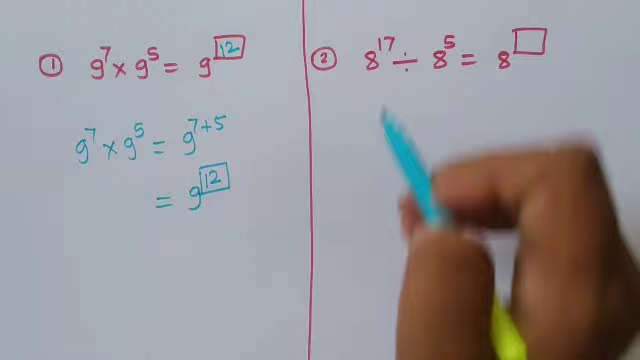 ① 9⁷ × 9⁵ = 9¹²
9⁷ × 9⁵ = 9⁷⁺⁵
= 9¹²
② 8¹⁷ ÷ 8⁵ = 8□